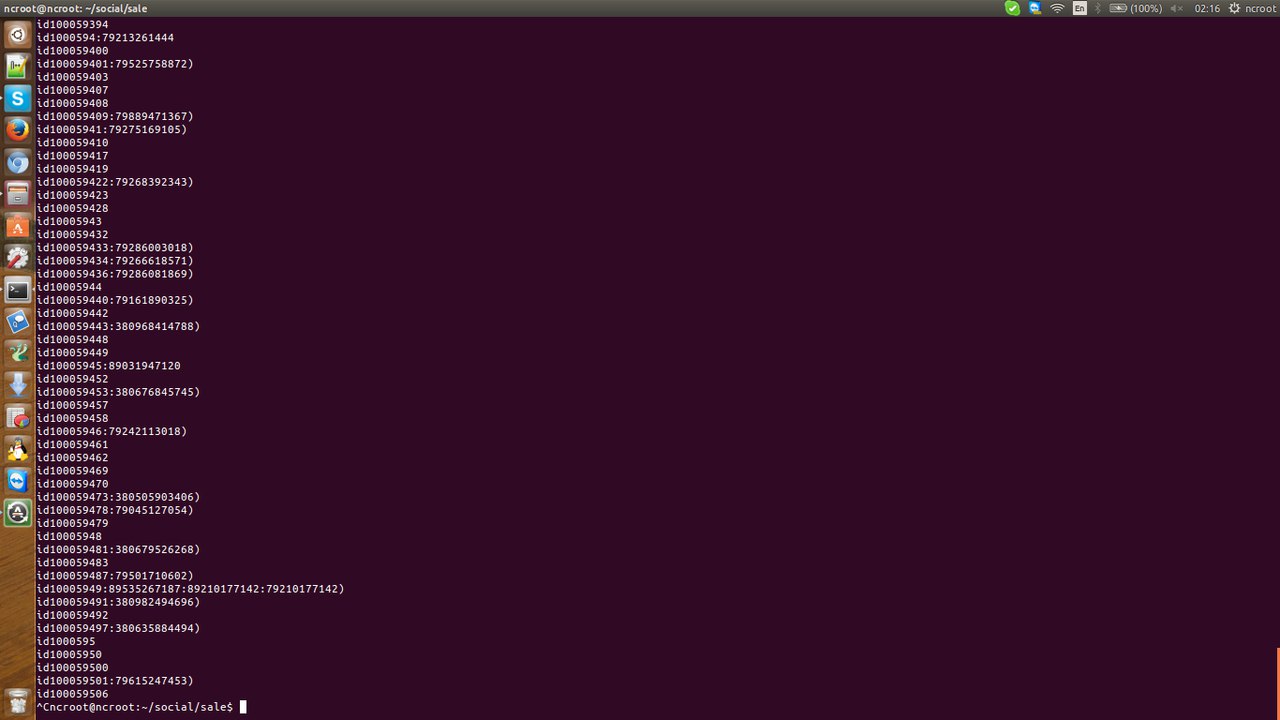 ncroot@ncroot: ~/social/sale
En
(100%)
02:16
ncroot
id100059394
id1000594:79213261444
id100059400
id100059401:79525758872)
id100059403
id100059407
id100059408
id100059409:79889471367)
id10005941:79275169105)
id100059410
id100059417
id100059419
id100059422:79268392343)
id100059423
id100059428
id10005943
id100059432
id100059433:79286003018)
id100059434:79266618571)
id100059436:79286081869)
id10005944
id100059440:79161890325)
id100059442
id100059443:380968414788)
id100059448
id100059449
id10005945:89031947120
id100059452
id100059453:380676845745)
id100059457
id100059458
id10005946:79242113018)
id100059461
id100059462
id100059469
id100059470
id100059473:380505903406)
id100059478:79045127054)
id100059479
id10005948
id100059481:380679526268)
id100059483
id100059487:79501710602)
id10005949:89535267187:89210177142:79210177142)
id100059491:380982494696)
id100059492
id100059497:380635884494)
id1000595
id10005950
id100059500
id100059501:79615247453)
id100059506
^Cncroot@ncroot:~/social/sale$